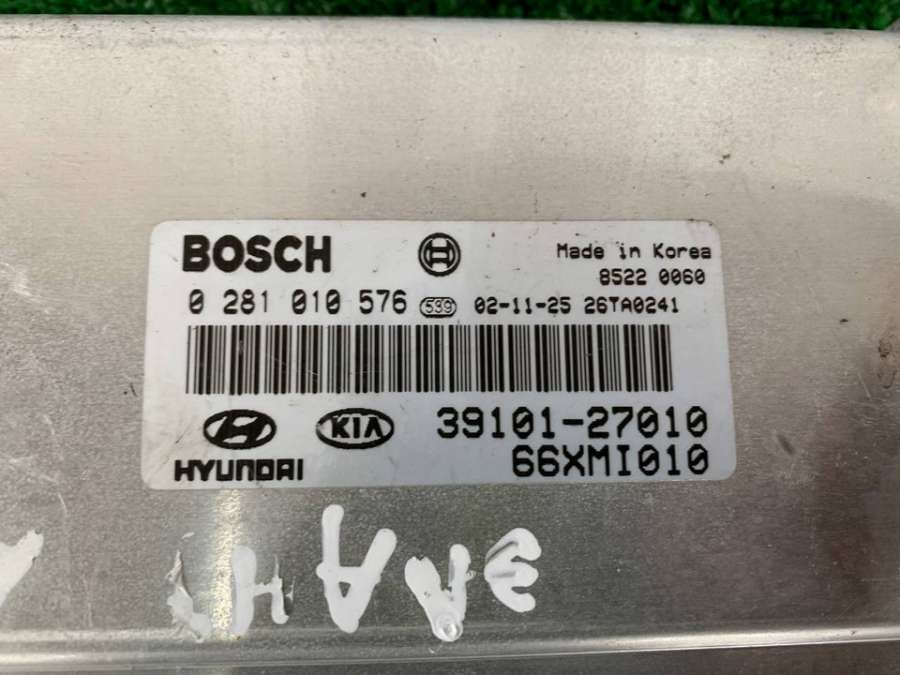 BOSCH
Made in Korea
8522 0060
0 281 010 576 539 02-11-25 26TA0241
HYUNDAI KIA 39101-27010
66XMI010